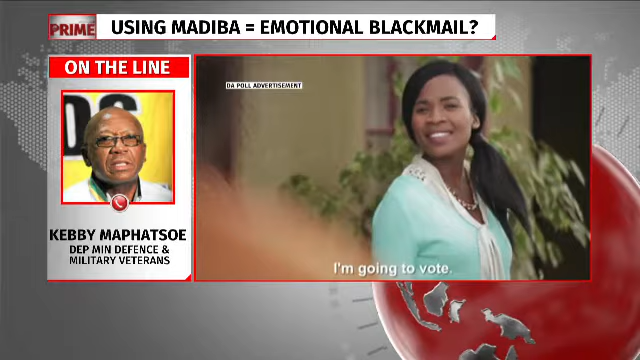 PRIME
USING MADIBA = EMOTIONAL BLACKMAIL?
ON THE LINE
KEBBY MAPHATSOE
DEP MIN DEFENCE &
MILITARY VETERANS
DA POLL ADVERTISEMENT
I'm going to vote.